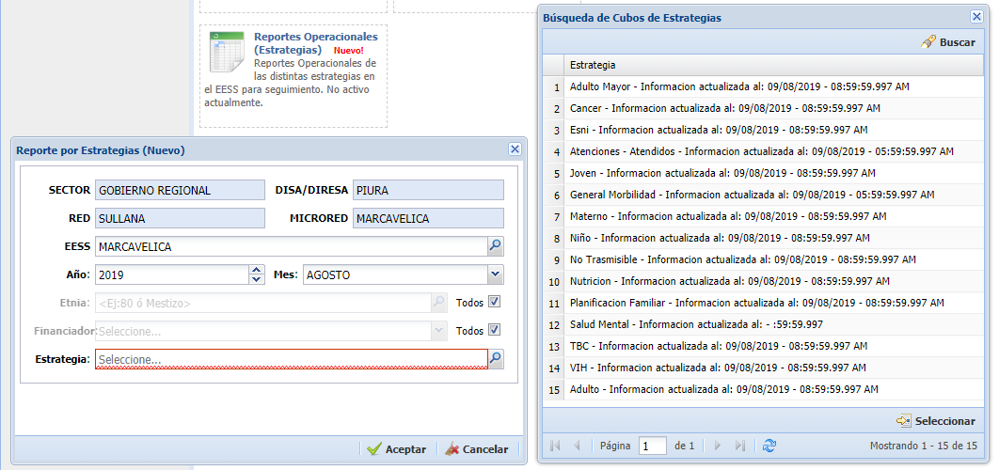 Reportes Operacionales
(Estrategias) Nuevo!
Reportes Operacionales de
las distintas estrategias en
el EESS para seguimiento. No activo
actualmente.
Reporte por Estrategias (Nuevo)
SECTOR GOBIERNO REGIONAL DISA/DIRESA PIURA
RED SULLANA MICRORED MARCAVELICA
EESS MARCAVELICA
Año: 2019 Mes: AGOSTO
Etnia: <Ej:80 ó Mestizo> Todos
Financiador: Seleccione... Todos
Estrategia: Seleccione...
Aceptar Cancelar
Búsqueda de Cubos de Estrategias
Buscar
Estrategia
1 Adulto Mayor - Informacion actualizada al: 09/08/2019 - 08:59:59.997 AM
2 Cancer - Informacion actualizada al: 09/08/2019 - 08:59:59.997 AM
3 Esni - Informacion actualizada al: 09/08/2019 - 08:59:59.997 AM
4 Atenciones - Atendidos - Informacion actualizada al: 09/08/2019 - 05:59:59.997 AM
5 Joven - Informacion actualizada al: 09/08/2019 - 08:59:59.997 AM
6 General Morbilidad - Informacion actualizada al: 09/08/2019 - 05:59:59.997 AM
7 Materno - Informacion actualizada al: 09/08/2019 - 08:59:59.997 AM
8 Niño - Informacion actualizada al: 09/08/2019 - 08:59:59.997 AM
9 No Trasmisible - Informacion actualizada al: 09/08/2019 - 08:59:59.997 AM
10 Nutricion - Informacion actualizada al: 09/08/2019 - 08:59:59.997 AM
11 Planificacion Familiar - Informacion actualizada al: 09/08/2019 - 08:59:59.997 AM
12 Salud Mental - Informacion actualizada al: - :59:59.997
13 TBC - Informacion actualizada al: 09/08/2019 - 08:59:59.997 AM
14 VIH - Informacion actualizada al: 09/08/2019 - 08:59:59.997 AM
15 Adulto - Informacion actualizada al: 09/08/2019 - 08:59:59.997 AM
Seleccionar
Página 1 de 1 Mostrando 1 - 15 de 15